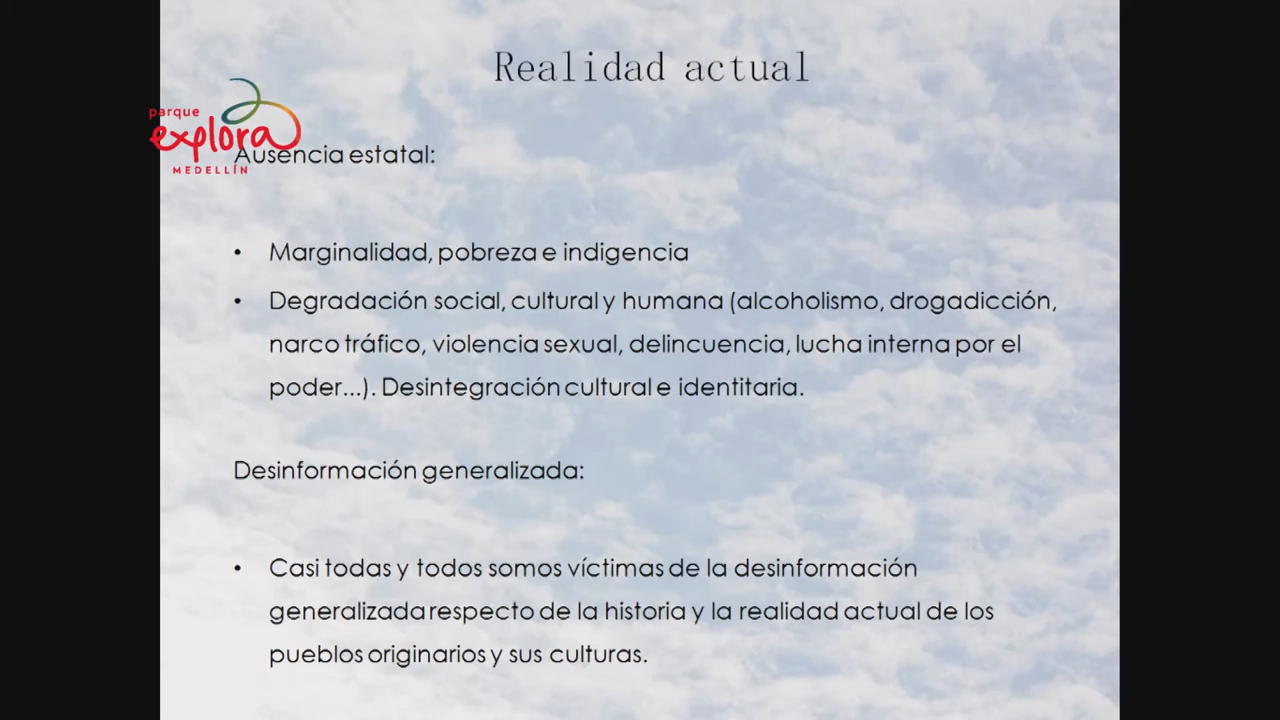 Realidad actual
parque
explora
MEDELLÍN
Ausencia estatal:
• Marginalidad, pobreza e indigencia
• Degradación social, cultural y humana (alcoholismo, drogadicción,
narco tráfico, violencia sexual, delincuencia, lucha interna por el
poder...). Desintegración cultural e identitaria.
Desinformación generalizada:
• Casi todas y todos somos víctimas de la desinformación
generalizada respecto de la historia y la realidad actual de los
pueblos originarios y sus culturas.